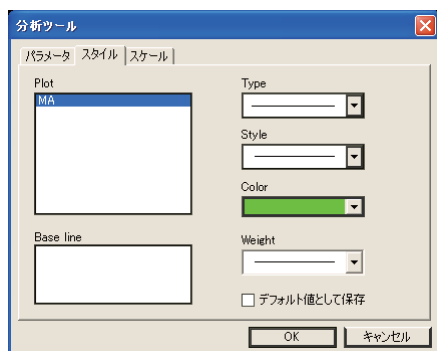 分析ツール
パラメータ スタイル スケール
Plot
MA
Type
Style
Color
Base line
Weight
デフォルト値として保存
OK キャンセル